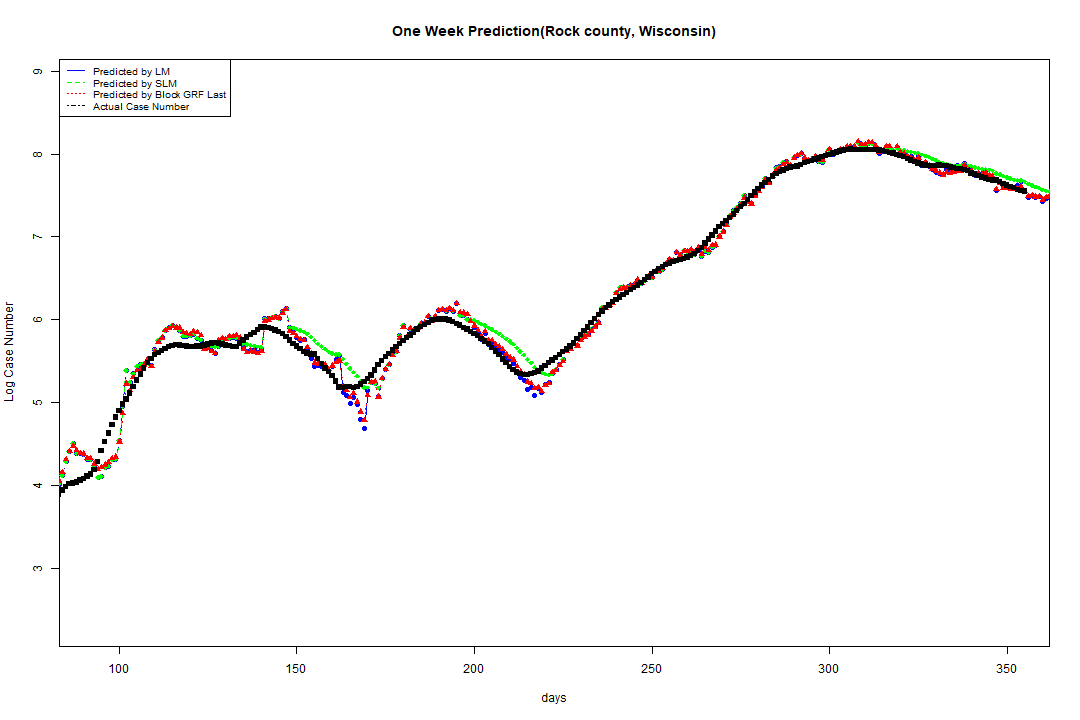 One Week Prediction(Rock county, Wisconsin)
Predicted by LM
Predicted by SLM
Predicted by Block GRF Last
Actual Case Number
9
8
7
6
5
4
3
Log Case Number
100 150 200 250 300 350
days